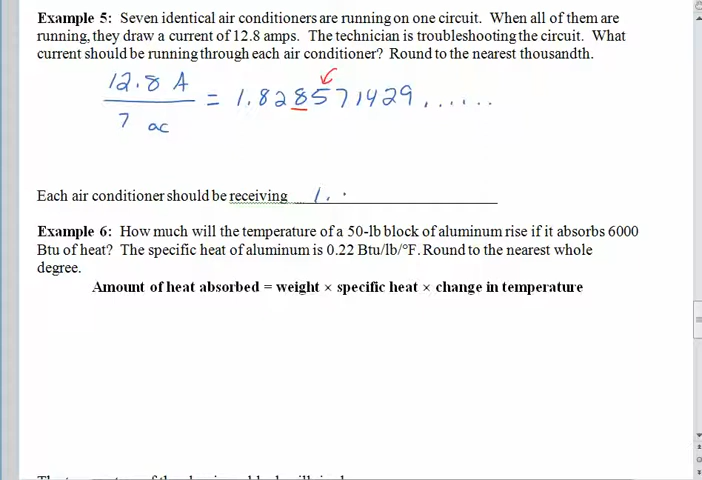 Example 5: Seven identical air conditioners are running on one circuit. When all of them are
running, they draw a current of 12.8 amps. The technician is troubleshooting the circuit. What
current should be running through each air conditioner? Round to the nearest thousandth.
12.8 A
7 ac
= 1.828571429......
Each air conditioner should be receiving 1.
Example 6: How much will the temperature of a 50-lb block of aluminum rise if it absorbs 6000
Btu of heat? The specific heat of aluminum is 0.22 Btu/lb/°F. Round to the nearest whole
degree.
Amount of heat absorbed = weight × specific heat × change in temperature